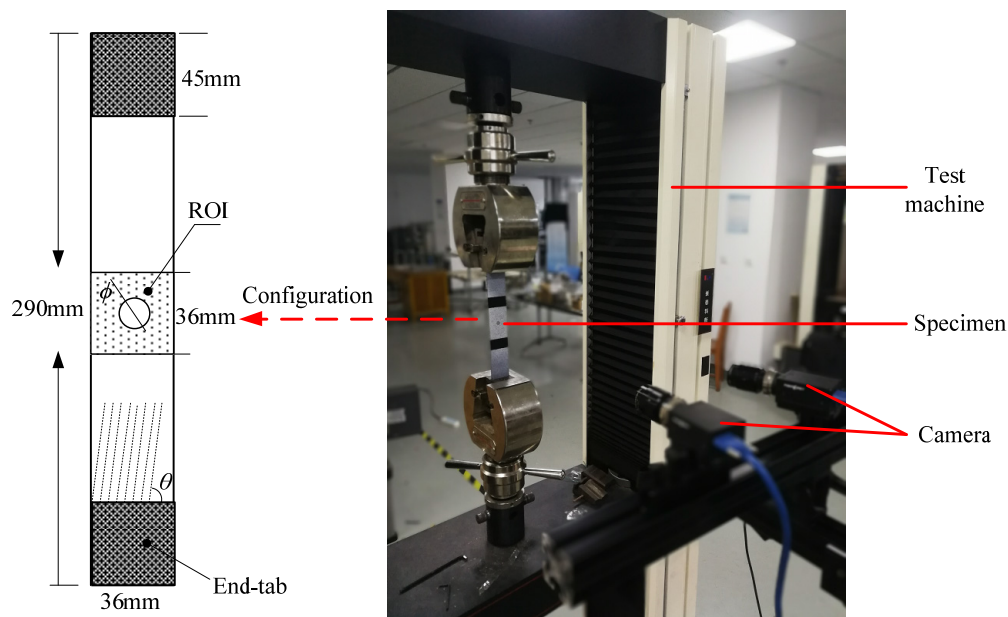 45mm
ROI
ϕ
290mm
36mm
Configuration
θ
End-tab
36mm
Test
machine
Specimen
Camera